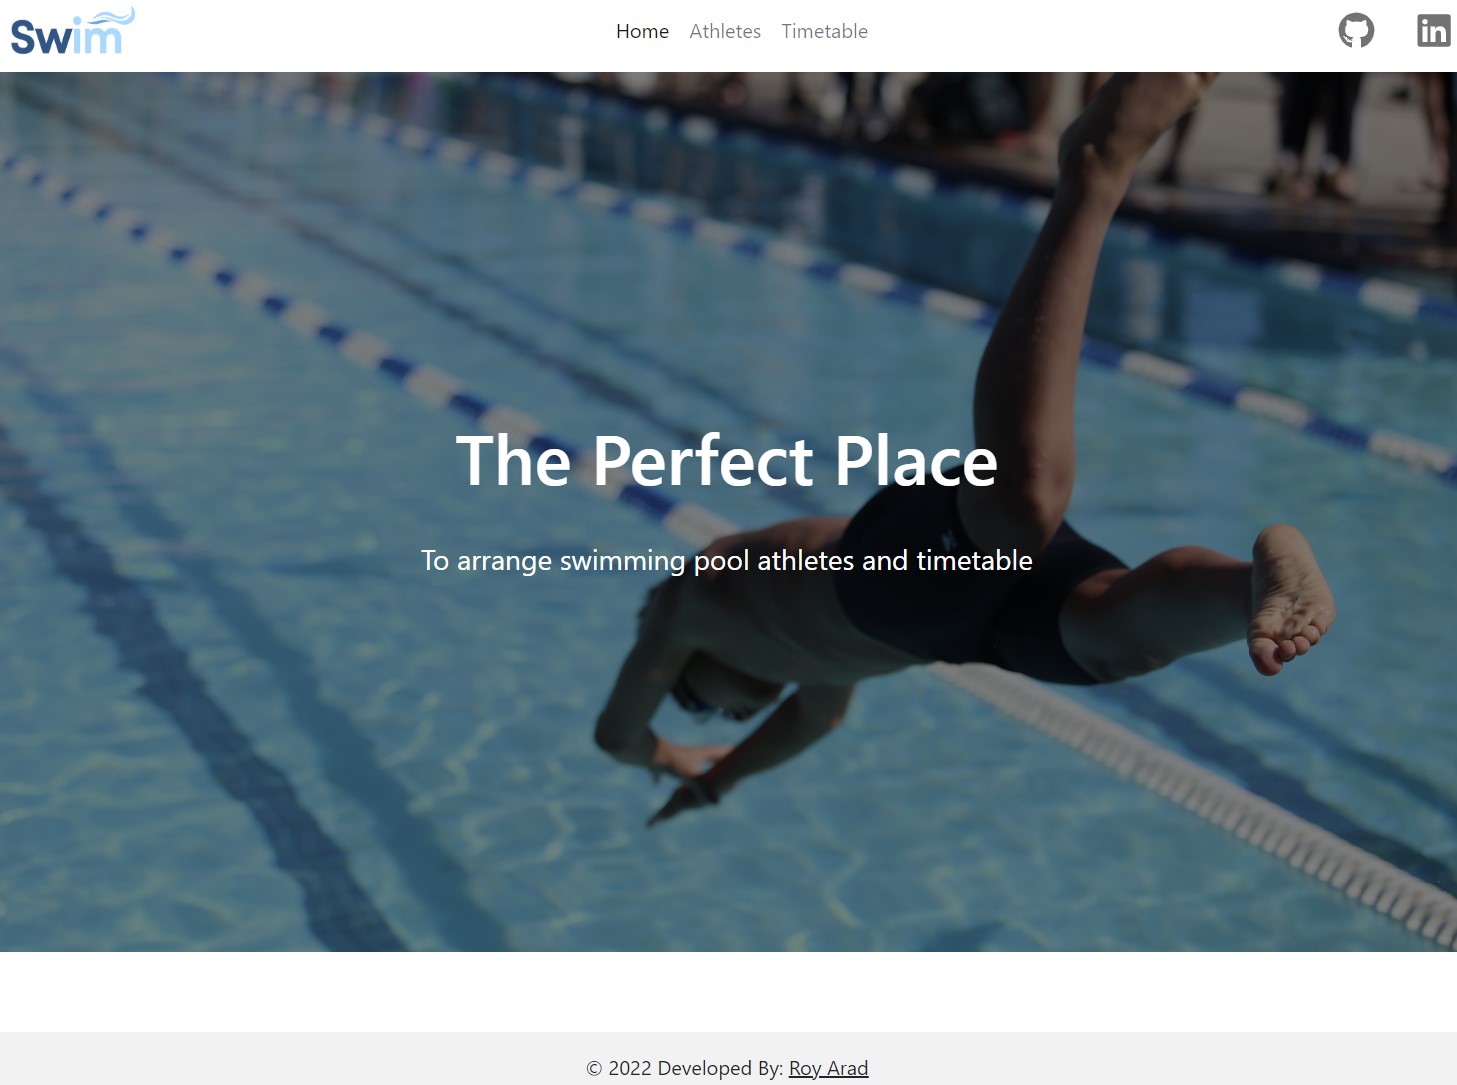 Swim
Home Athletes Timetable
in
The Perfect Place
To arrange swimming pool athletes and timetable
© 2022 Developed By: Roy Arad